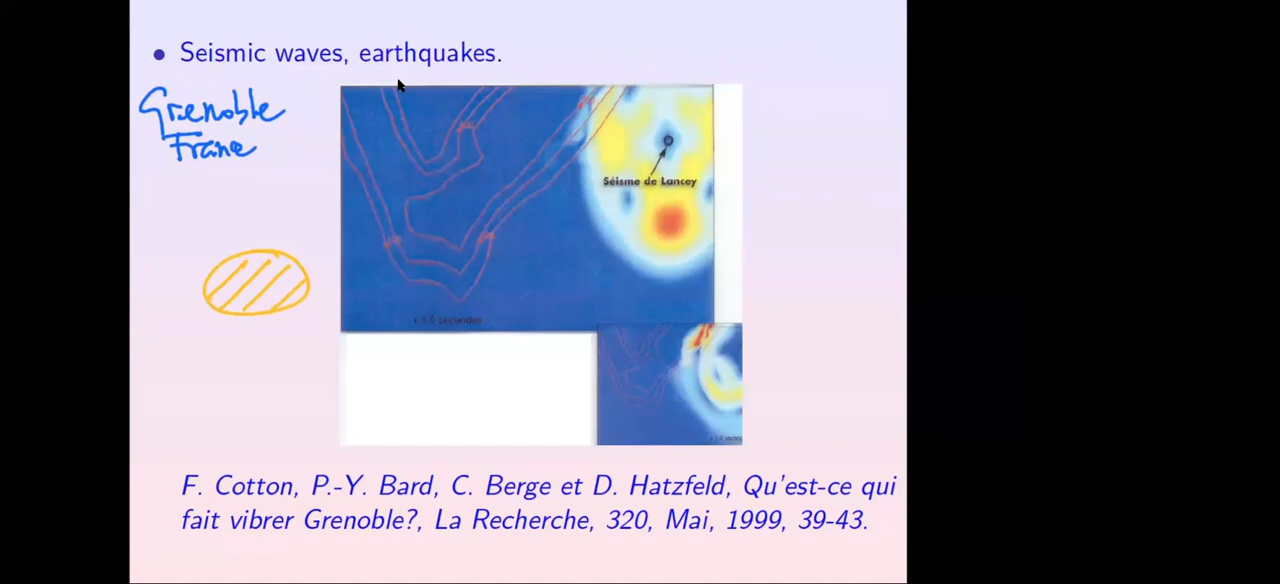 Seismic waves, earthquakes.
Grenoble
France
Séisme de Lancey
F. Cotton, P.-Y. Bard, C. Berge et D. Hatzfeld, Qu'est-ce qui
fait vibrer Grenoble?, La Recherche, 320, Mai, 1999, 39-43.